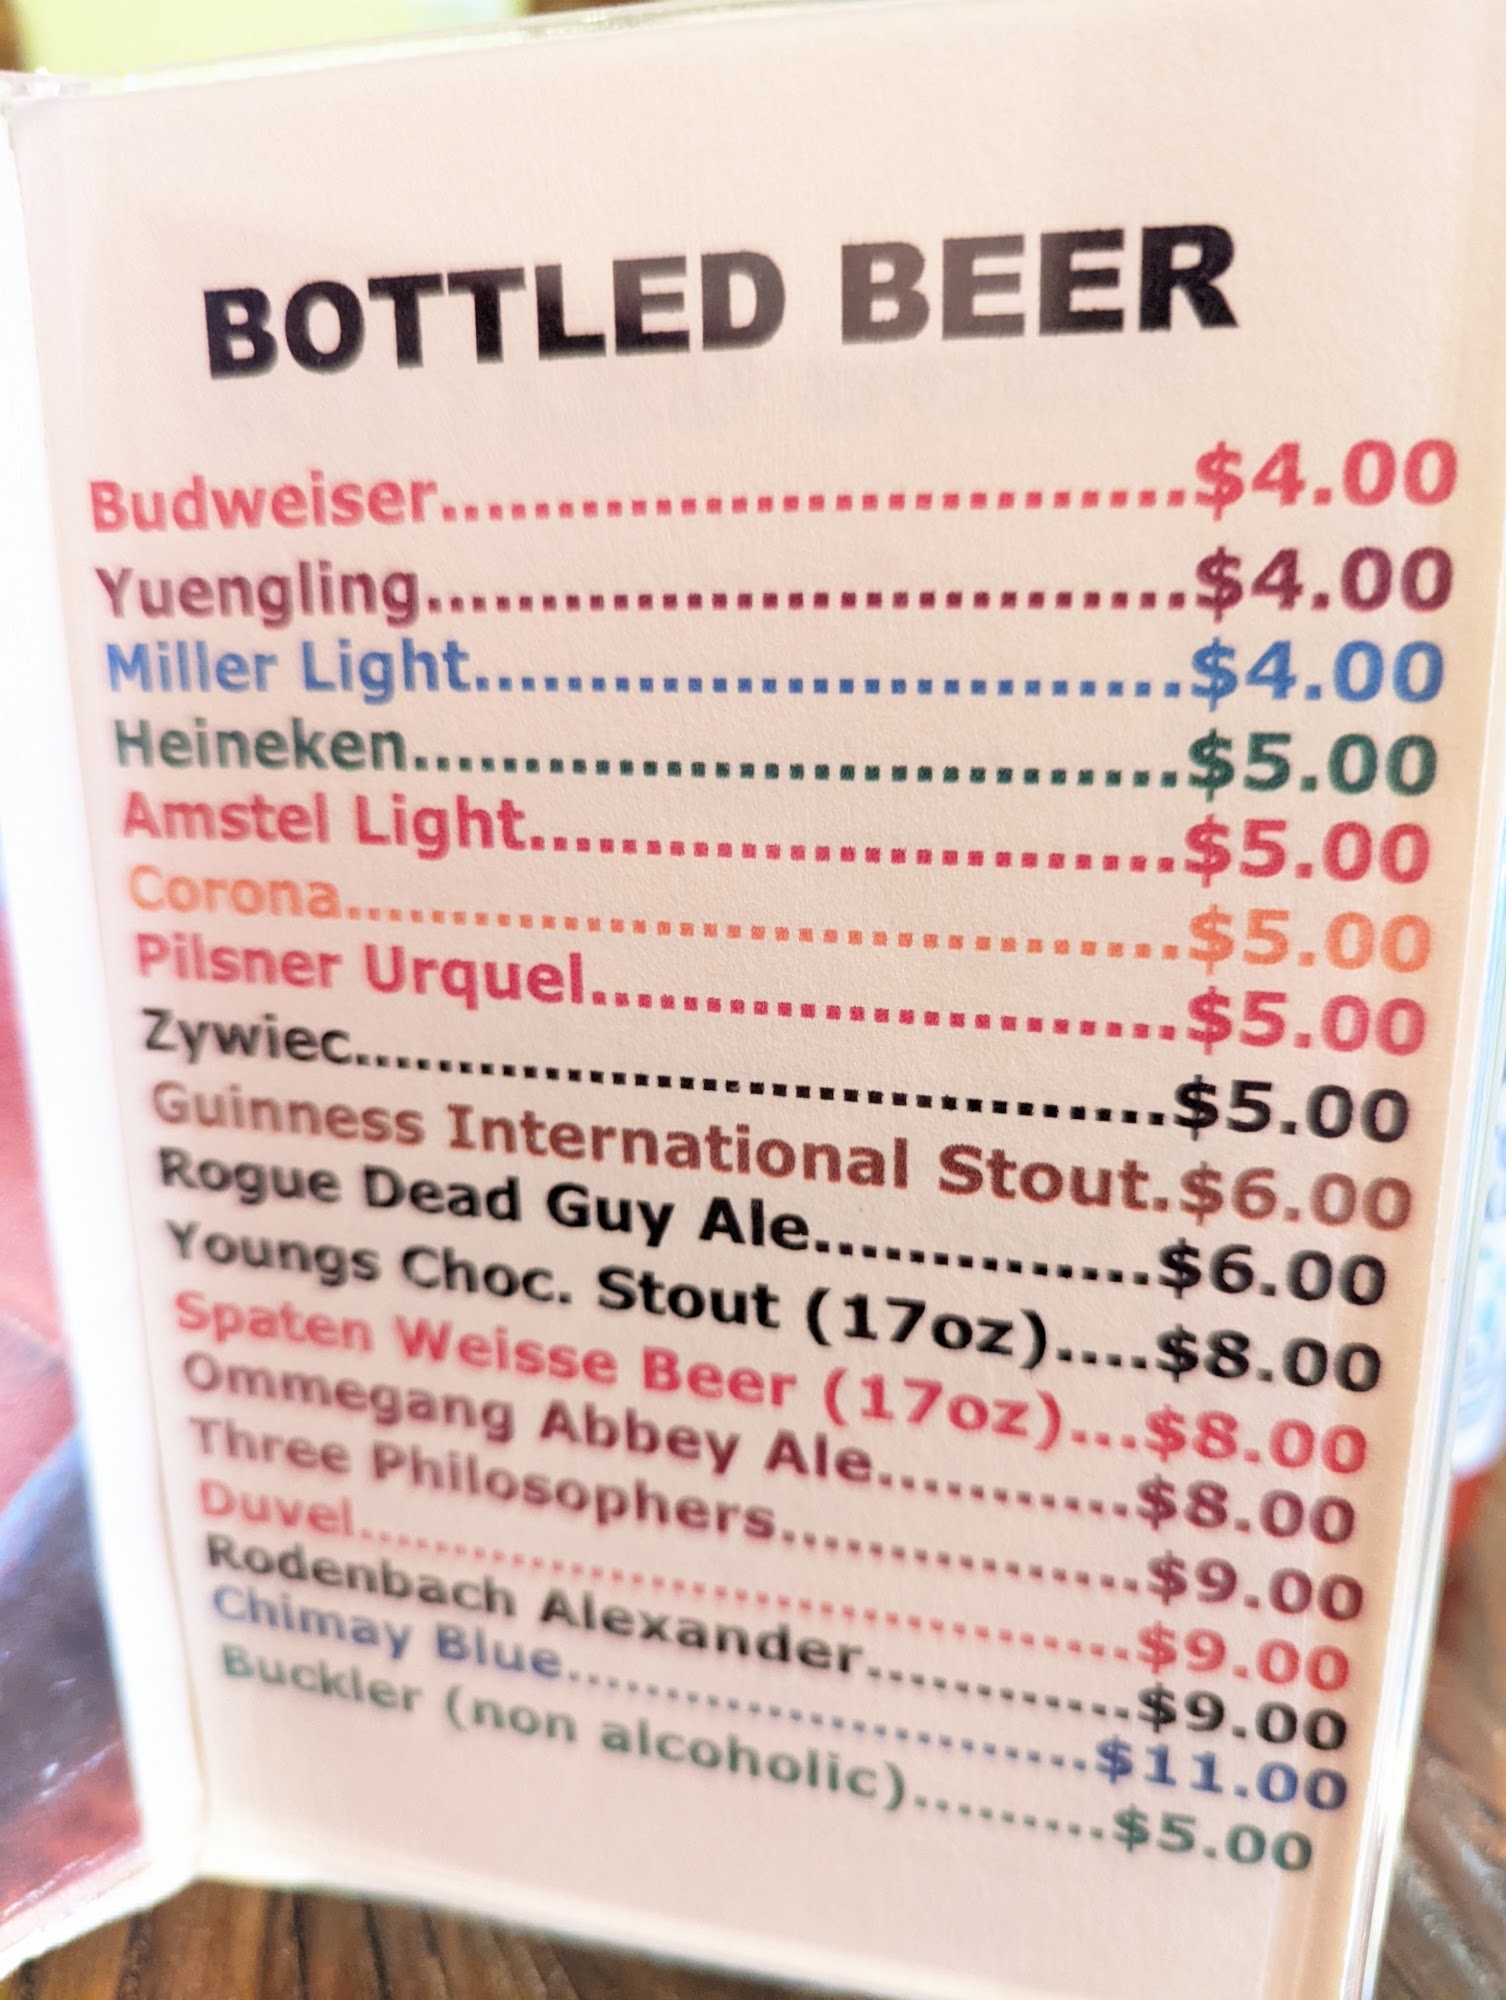 BOTTLED BEER
Budweiser.................................$4.00
Yuengling.................................$4.00
Miller Light...............................$4.00
Heineken.................................$5.00
Amstel Light.............................$5.00
Corona....................................$5.00
Pilsner Urquel..........................$5.00
Zywiec....................................$5.00
Guinness International Stout.$6.00
Rogue Dead Guy Ale..............$6.00
Youngs Choc. Stout (17oz)....$8.00
Spaten Weisse Beer (17oz)...$8.00
Ommegang Abbey Ale...........$8.00
Three Philosophers................$9.00
Duvel.....................................$9.00
Rodenbach Alexander............$9.00
Chimay Blue........................$11.00
Buckler (non alcoholic).........$5.00